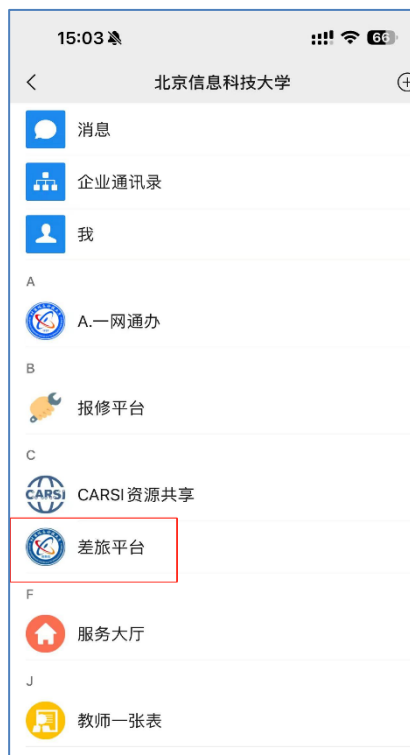 15:03
66
北京信息科技大学
消息
企业通讯录
我
A
A.一网通办
B
报修平台
C
CARSI
CARSI资源共享
差旅平台
F
服务大厅
J
教师一张表